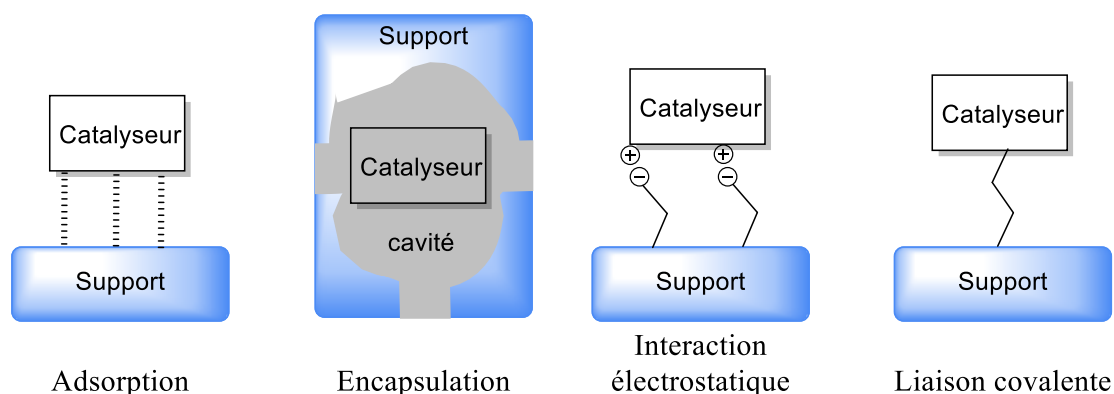 Catalyseur
Support
Adsorption
Support
Catalyseur
cavité
Encapsulation
Catalyseur
+ +
− −
Support
Interaction
électrostatique
Catalyseur
Support
Liaison covalente